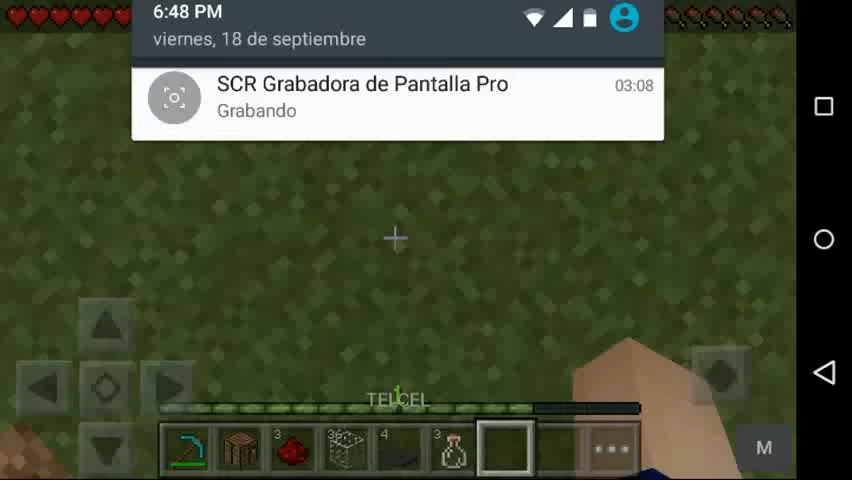 6:48 PM
viernes, 18 de septiembre
SCR Grabadora de Pantalla Pro
03:08
Grabando
TELCEL
1
3
36
4
3
M